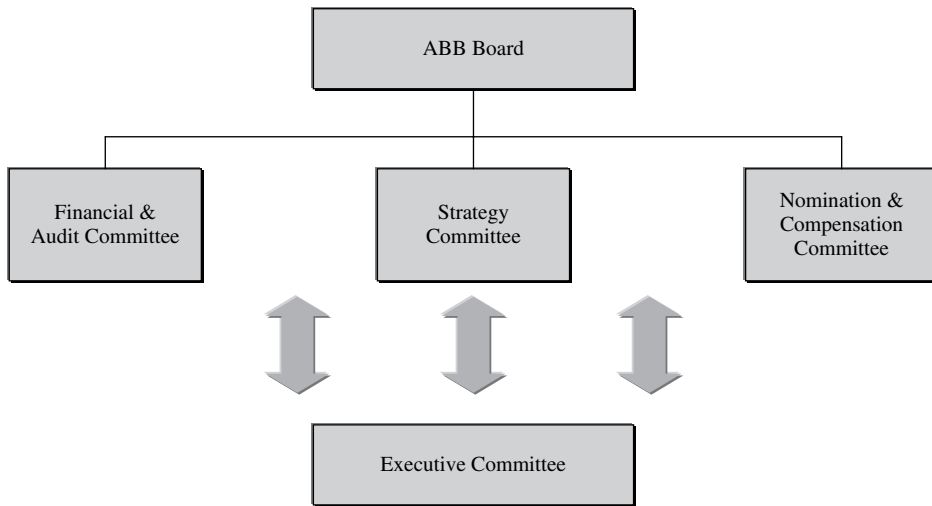 ABB Board
Financial &
Audit Committee
Strategy
Committee
Nomination &
Compensation
Committee
Executive Committee